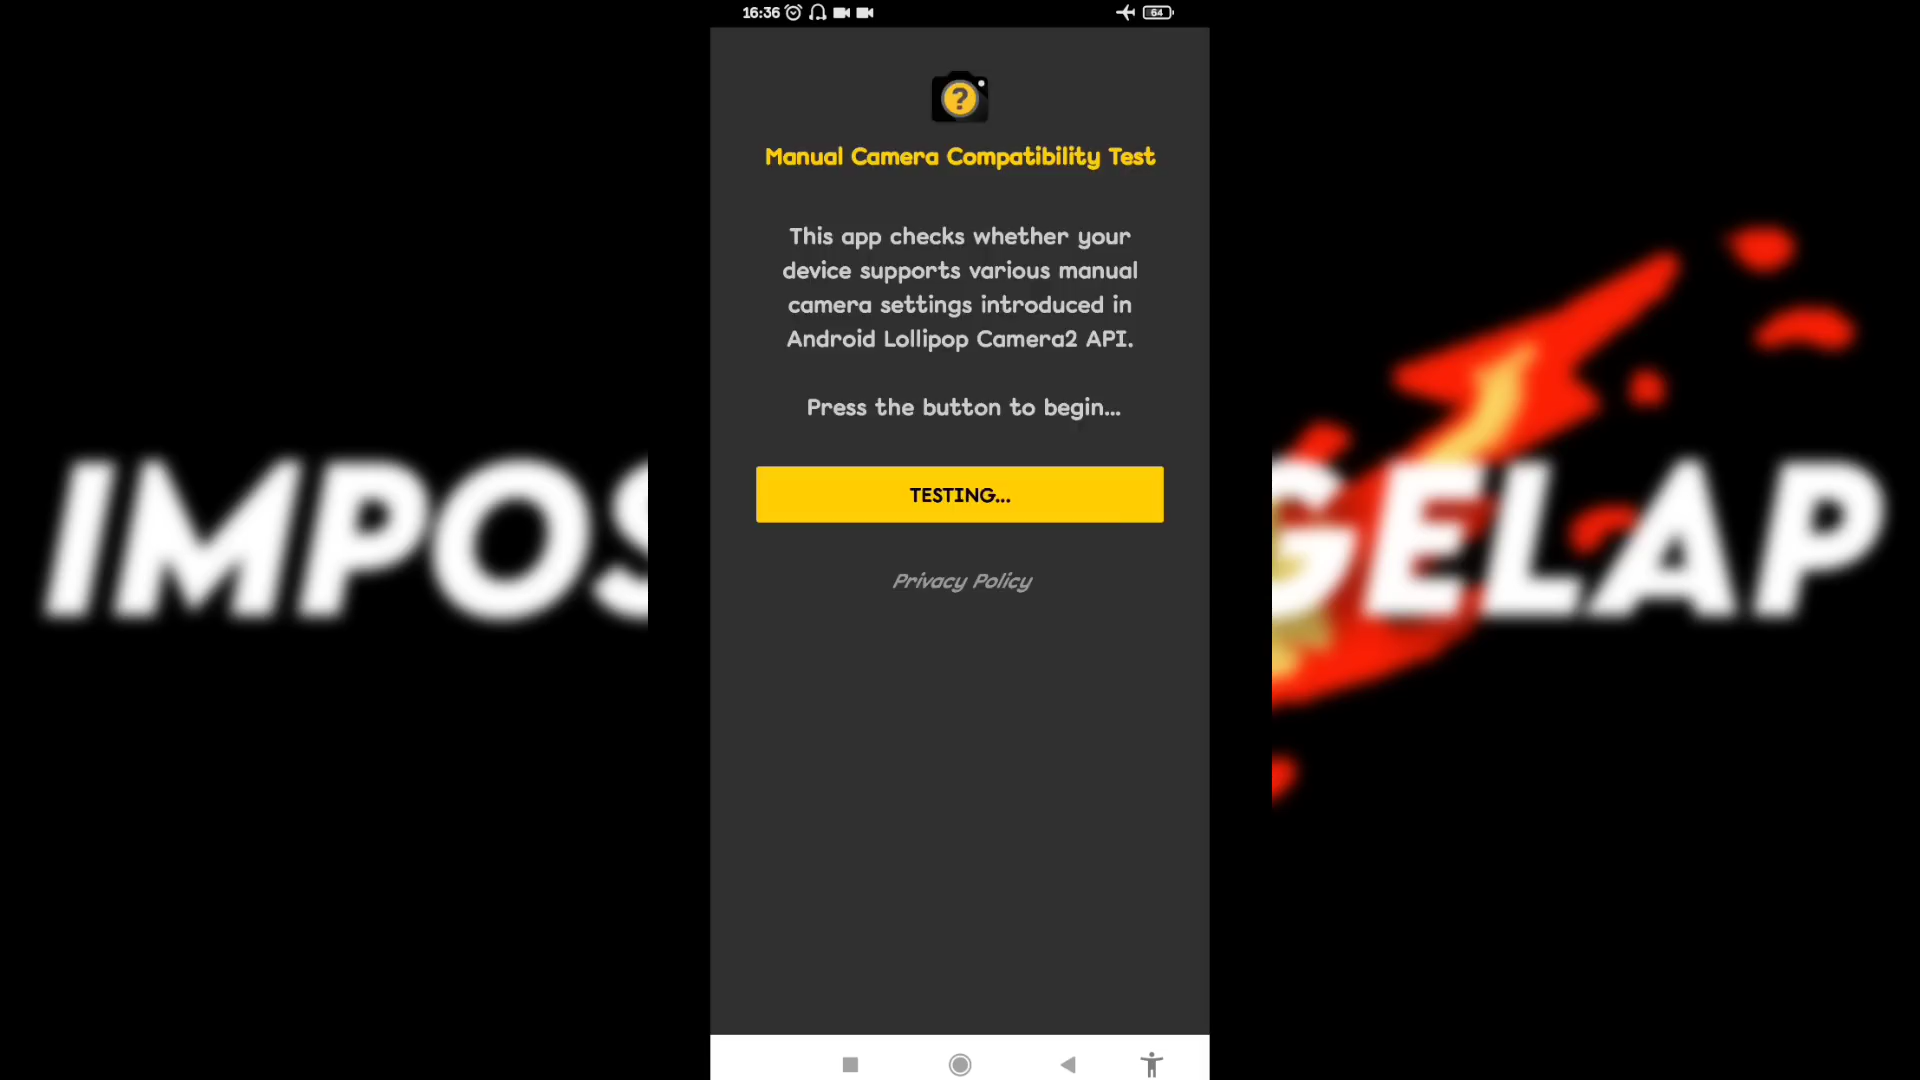 16:36
64
?
Manual Camera Compatibility Test
This app checks whether your
device supports various manual
camera settings introduced in
Android Lollipop Camera2 API.
Press the button to begin...
TESTING...
Privacy Policy
IMPOS
GELAP